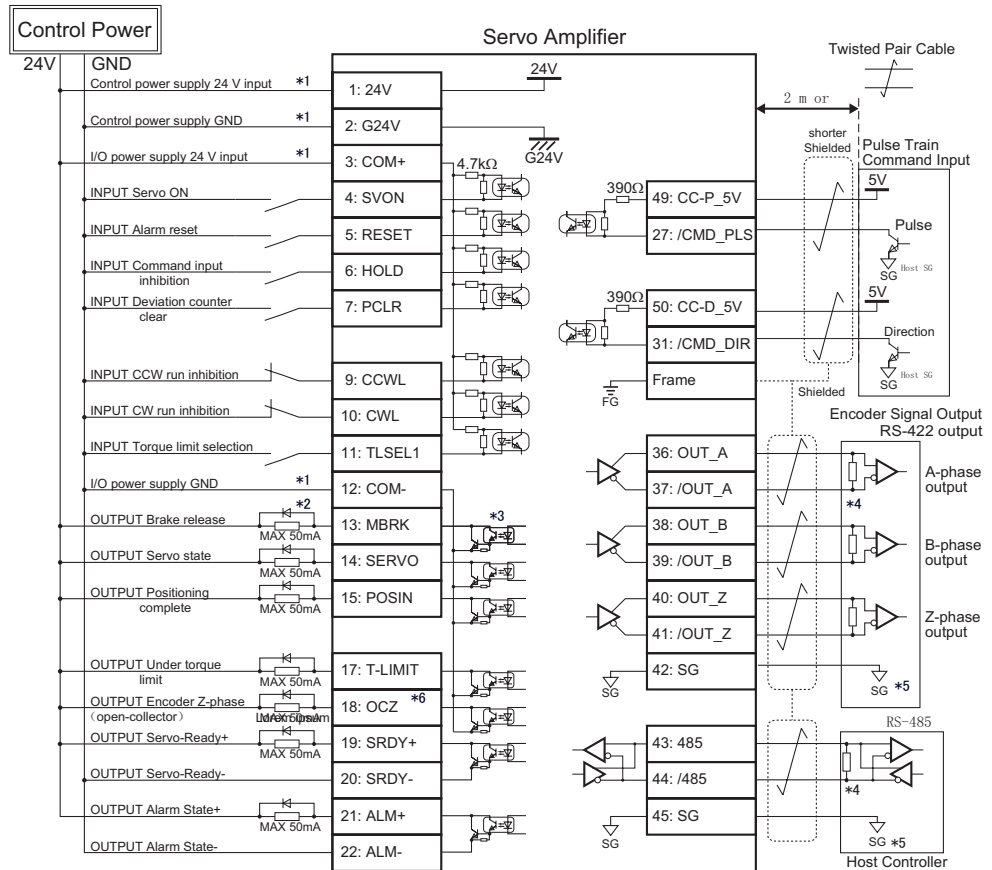 Control Power
Servo Amplifier
24V
GND
Twisted Pair Cable
Control power supply 24 V input *1
1: 24V
24V
2 m or
shorter
Shielded
Control power supply GND *1
2: G24V
G24V
I/O power supply 24 V input *1
3: COM+
4.7kΩ
Pulse Train
Command Input
INPUT Servo ON
4: SVON
390Ω
49: CC-P_5V
5V
INPUT Alarm reset
5: RESET
27: /CMD_PLS
Pulse
SG
Host SG
INPUT Command input
inhibition
6: HOLD
INPUT Deviation counter
clear
7: PCLR
390Ω
50: CC-D_5V
5V
31: /CMD_DIR
Direction
SG
Host SG
INPUT CCW run inhibition
9: CCWL
Frame
FG
Shielded
INPUT CW run inhibition
10: CWL
Encoder Signal Output
RS-422 output
INPUT Torque limit selection
11: TLSEL1
36: OUT_A
A-phase
output
I/O power supply GND *1
12: COM-
37: /OUT_A
*4
OUTPUT Brake release
*2
MAX 50mA
13: MBRK
*3
38: OUT_B
B-phase
output
OUTPUT Servo state
MAX 50mA
14: SERVO
39: /OUT_B
OUTPUT Positioning
complete
MAX 50mA
15: POSIN
40: OUT_Z
Z-phase
output
41: /OUT_Z
OUTPUT Under torque
limit
MAX 50mA
17: T-LIMIT
42: SG
SG
SG *5
OUTPUT Encoder Z-phase
（open-collector）
18: OCZ *6
RS-485
OUTPUT Servo-Ready+
MAX 50mA
19: SRDY+
43: 485
OUTPUT Servo-Ready-
20: SRDY-
44: /485
*4
OUTPUT Alarm State+
MAX 50mA
21: ALM+
45: SG
SG
SG *5
OUTPUT Alarm State-
22: ALM-
Host Controller